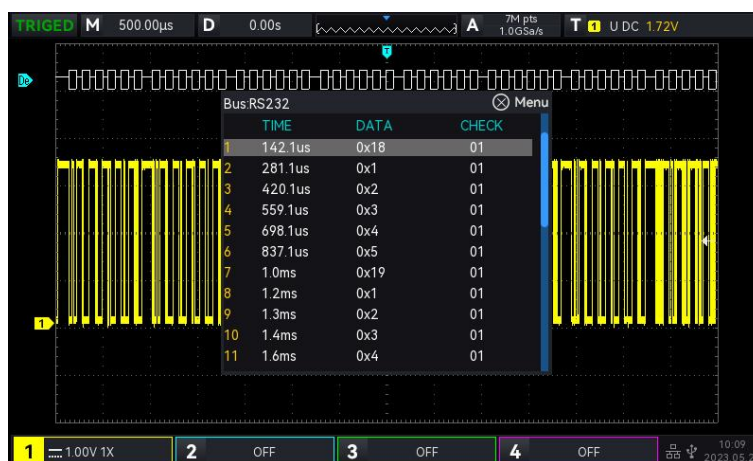 TRIGED M 500.00μs D 0.00s A 7M pts 1.0GSa/s T 1 U DC 1.72V
T
De
Bus:RS232 Menu
TIME DATA CHECK
1 142.1us 0x18 01
2 281.1us 0x1 01
3 420.1us 0x2 01
4 559.1us 0x3 01
5 698.1us 0x4 01
6 837.1us 0x5 01
7 1.0ms 0x19 01
8 1.2ms 0x1 01
9 1.3ms 0x2 01
10 1.4ms 0x3 01
11 1.6ms 0x4 01
1
1 1.00V 1X 2 OFF 3 OFF 4 OFF 10:09
2023.05